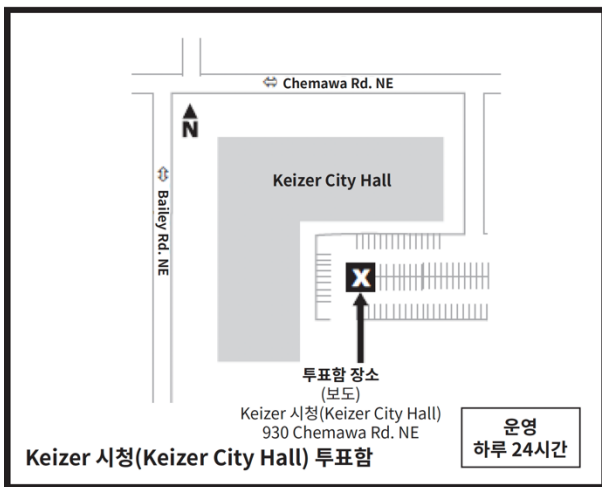 ⇔ Chemawa Rd. NE
N
Keizer City Hall
⇔ Bailey Rd. NE
X
투표함 장소
(보도)
Keizer 시청(Keizer City Hall)
930 Chemawa Rd. NE
운영
하루 24시간
Keizer 시청(Keizer City Hall) 투표함